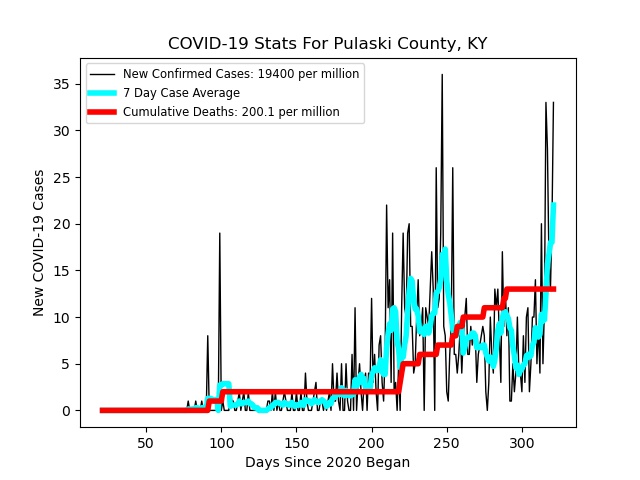 COVID-19 Stats For Pulaski County, KY
New Confirmed Cases: 19400 per million
7 Day Case Average
Cumulative Deaths: 200.1 per million
New COVID-19 Cases
35
30
25
20
15
10
5
0
50
100
150
200
250
300
Days Since 2020 Began